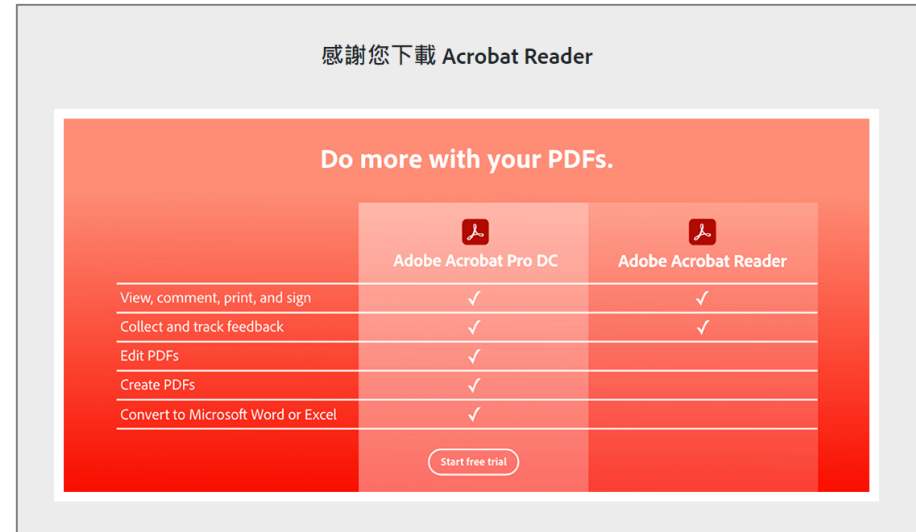 感謝您下載 Acrobat Reader
Do more with your PDFs.
Adobe Acrobat Pro DC Adobe Acrobat Reader
View, comment, print, and sign ✓ ✓
Collect and track feedback ✓ ✓
Edit PDFs ✓
Create PDFs ✓
Convert to Microsoft Word or Excel ✓
Start free trial